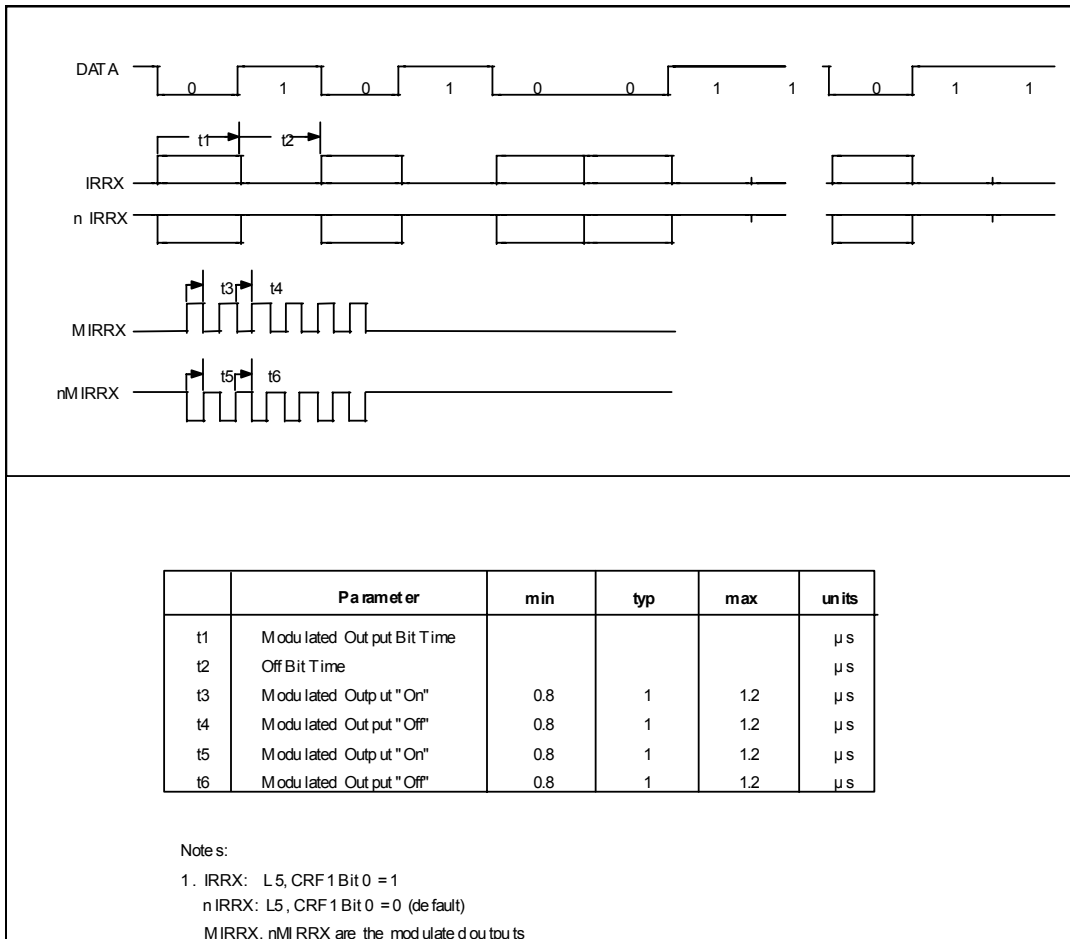 DATA
0 1 0 1 0 0 1 1 0 1 1
t1 t2
IRRX
n IRRX
t3 t4
MIRRX
t5 t6
nMIRRX
Parameter min typ max units
t1 Modulated Output Bit Time µs
t2 Off Bit Time µs
t3 Modulated Output "On" 0.8 1 1.2 µs
t4 Modulated Output "Off" 0.8 1 1.2 µs
t5 Modulated Output "On" 0.8 1 1.2 µs
t6 Modulated Output "Off" 0.8 1 1.2 µs
Notes:
1. IRRX: L5, CRF1 Bit 0 = 1
nIRRX: L5, CRF1 Bit 0 = 0 (default)
MIRRX, nMIRRX are the modulated outputs